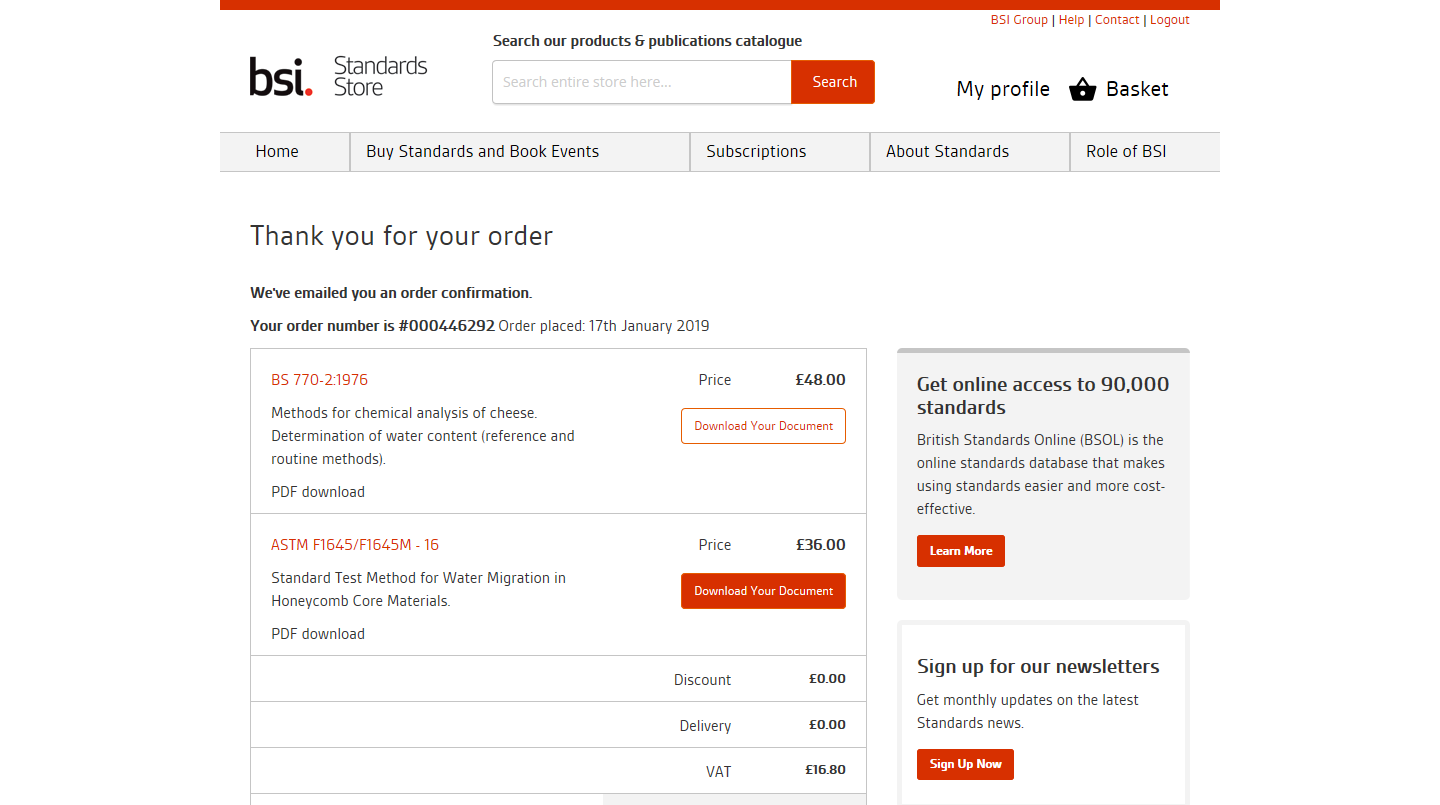 BSI Group | Help | Contact | Logout
Search our products & publications catalogue
bsi. Standards
Store
Search entire store here...
Search
My profile
Basket
Home
Buy Standards and Book Events
Subscriptions
About Standards
Role of BSI
Thank you for your order
We've emailed you an order confirmation.
Your order number is #000446292 Order placed: 17th January 2019
BS 770-2:1976
Price
£48.00
Methods for chemical analysis of cheese.
Determination of water content (reference and
routine methods).
Download Your Document
PDF download
ASTM F1645/F1645M - 16
Price
£36.00
Standard Test Method for Water Migration in
Honeycomb Core Materials.
Download Your Document
PDF download
Discount
£0.00
Delivery
£0.00
VAT
£16.80
Get online access to 90,000
standards
British Standards Online (BSOL) is the
online standards database that makes
using standards easier and more cost-
effective.
Learn More
Sign up for our newsletters
Get monthly updates on the latest
Standards news.
Sign Up Now